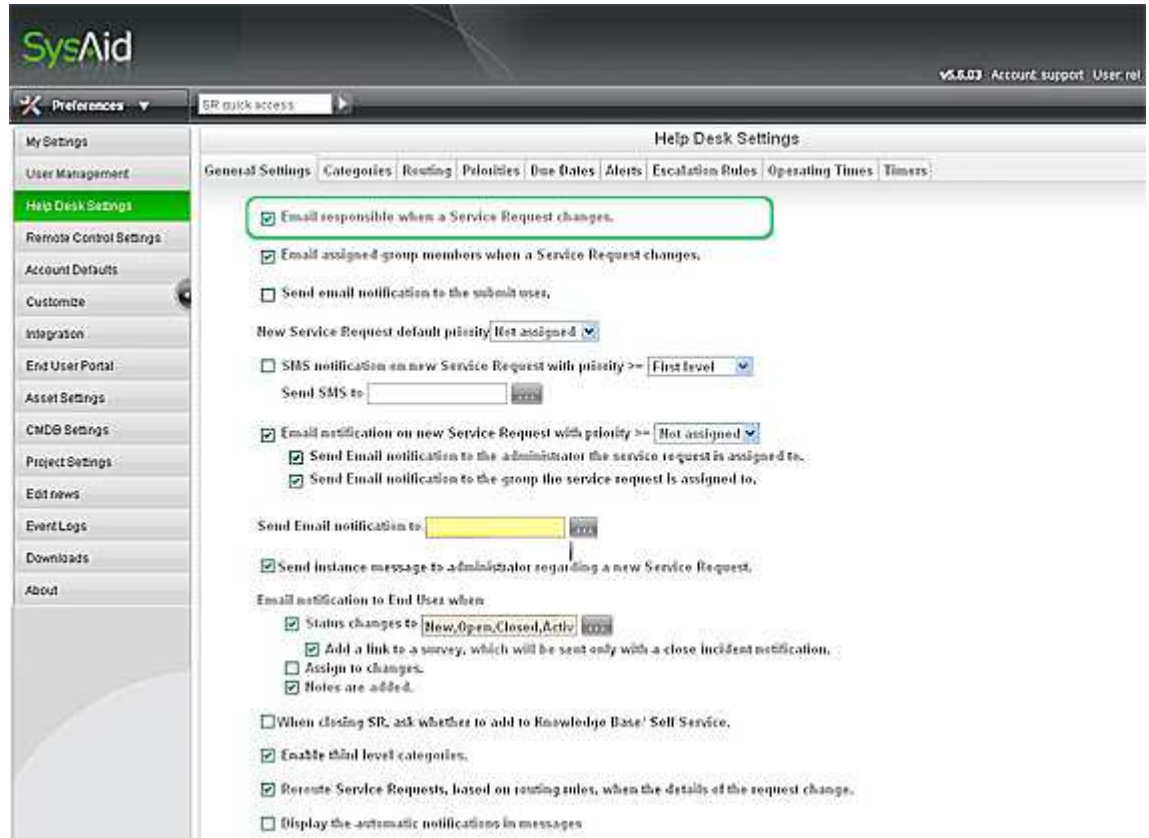 SysAid
v5.6.03 Account: support User: rel
Preferences
SR quick access
My Settings
User Management
Help Desk Settings
Remote Control Settings
Account Defaults
Customize
Integration
End User Portal
Asset Settings
CMDB Settings
Project Settings
Edit news
Event Logs
Downloads
About
Help Desk Settings
General Settings Categories Routing Priorities Due Dates Alerts Escalation Rules Operating Times Timers
Email responsible when a Service Request changes.
Email assigned group members when a Service Request changes.
Send email notification to the submit user.
New Service Request default priority Not assigned
SMS notification on new Service Request with priority >= First level
Send SMS to ...
Email notification on new Service Request with priority >= Not assigned
Send Email notification to the administrator the service request is assigned to.
Send Email notification to the group the service request is assigned to.
Send Email notification to ...
Send instance message to administrator regarding a new Service Request.
Email notification to End User when
Status changes to New,Open,Closed,Activ ...
Add a link to a survey, which will be sent only with a close incident notification.
Assign to changes.
Notes are added.
When closing SR, ask whether to add to Knowledge Base/ Self Service.
Enable third level categories.
Reroute Service Requests, based on routing rules, when the details of the request change.
Display the automatic notifications in messages